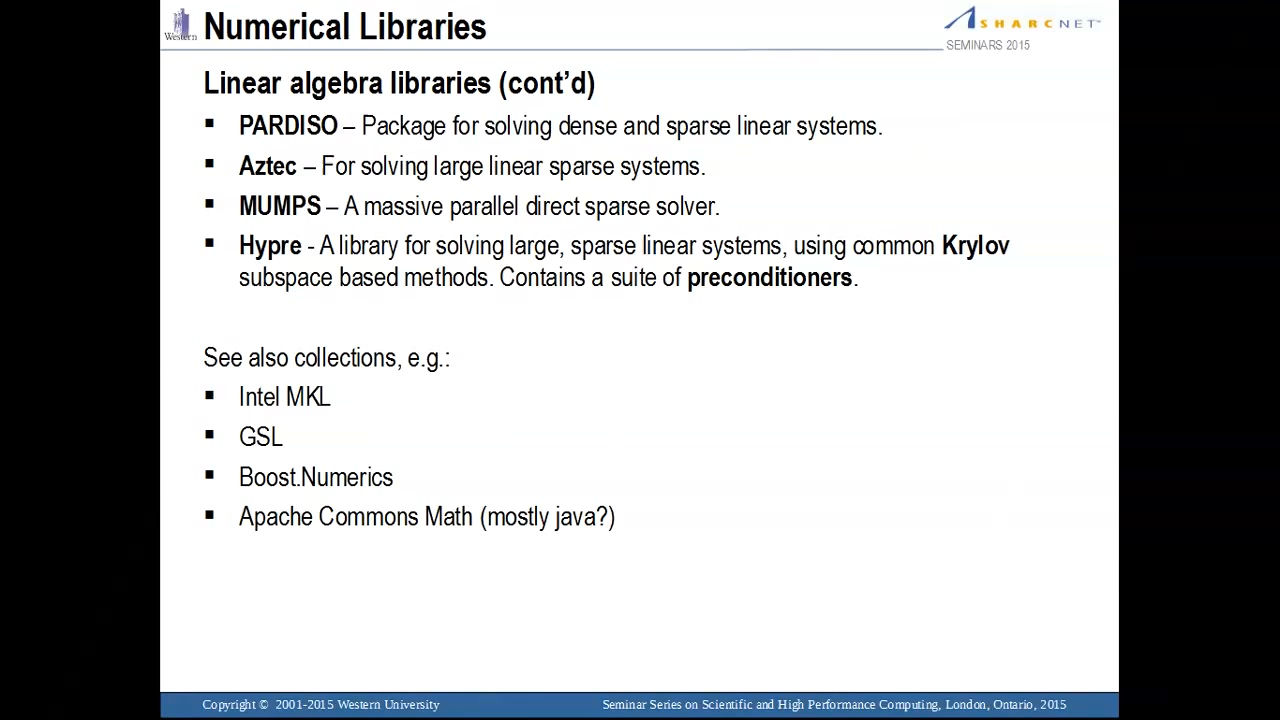 Western
Numerical Libraries
SHARCNET™
SEMINARS 2015
Linear algebra libraries (cont’d)
▪ PARDISO – Package for solving dense and sparse linear systems.
▪ Aztec – For solving large linear sparse systems.
▪ MUMPS – A massive parallel direct sparse solver.
▪ Hypre - A library for solving large, sparse linear systems, using common Krylov
subspace based methods. Contains a suite of preconditioners.
See also collections, e.g.:
▪ Intel MKL
▪ GSL
▪ Boost.Numerics
▪ Apache Commons Math (mostly java?)
Copyright © 2001-2015 Western University
Seminar Series on Scientific and High Performance Computing, London, Ontario, 2015